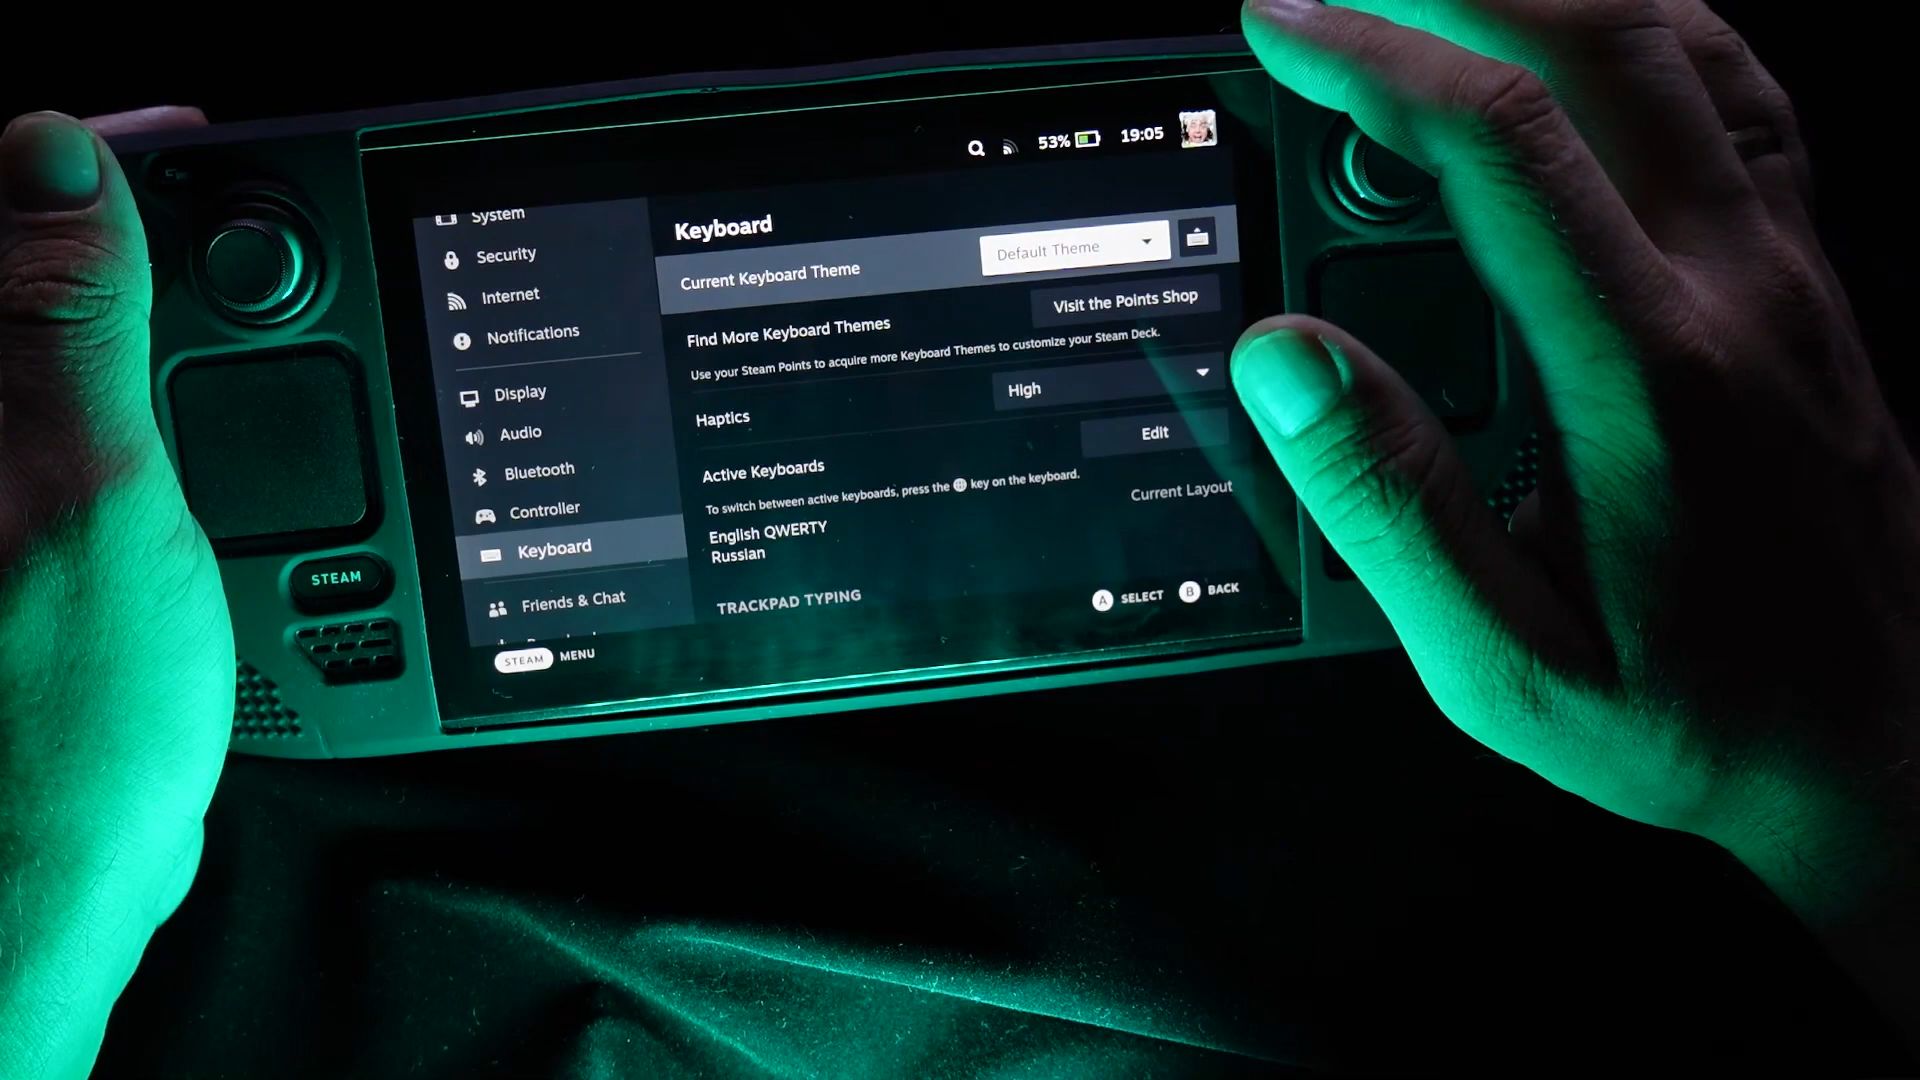 53% 19:05
System
Security
Internet
Notifications
Display
Audio
Bluetooth
Controller
Keyboard
Friends & Chat
Keyboard
Current Keyboard Theme
Default Theme
Find More Keyboard Themes
Visit the Points Shop
Use your Steam Points to acquire more Keyboard Themes to customize your Steam Deck.
Haptics
High
Active Keyboards
Edit
To switch between active keyboards, press the key on the keyboard.
Current Layout
English QWERTY
Russian
TRACKPAD TYPING
A SELECT B BACK
STEAM MENU
STEAM